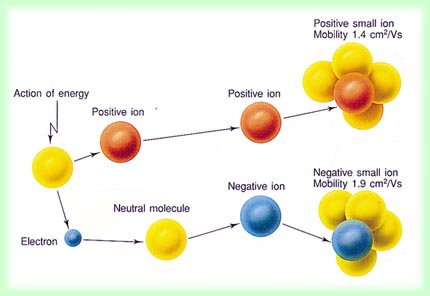 Positive small ion
Mobility 1.4 cm²/Vs
Action of energy
Positive ion
Positive ion
Negative small ion
Mobility 1.9 cm²/Vs
Negative ion
Neutral molecule
Electron